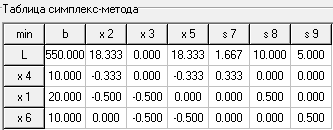 Таблица симплекс-метода
min b x 2 x 3 x 5 s 7 s 8 s 9
L 550.000 18.333 0.000 18.333 1.667 10.000 5.000
x 4 10.000 -0.333 0.000 -0.333 0.333 0.000 0.000
x 1 20.000 -0.500 -0.500 0.000 0.000 0.500 0.000
x 6 10.000 0.000 -0.500 -0.500 0.000 0.000 0.500